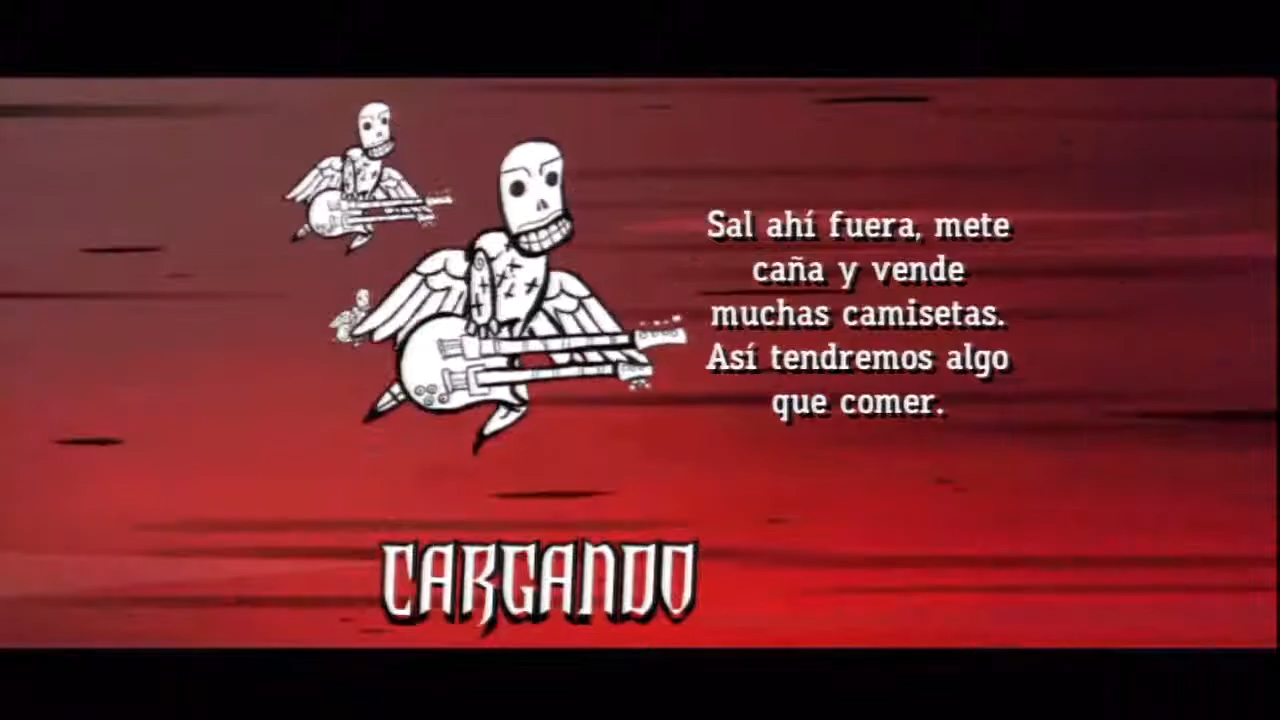 Sal ahí fuera, mete
caña y vende
muchas camisetas.
Así tendremos algo
que comer.
CARGANDO